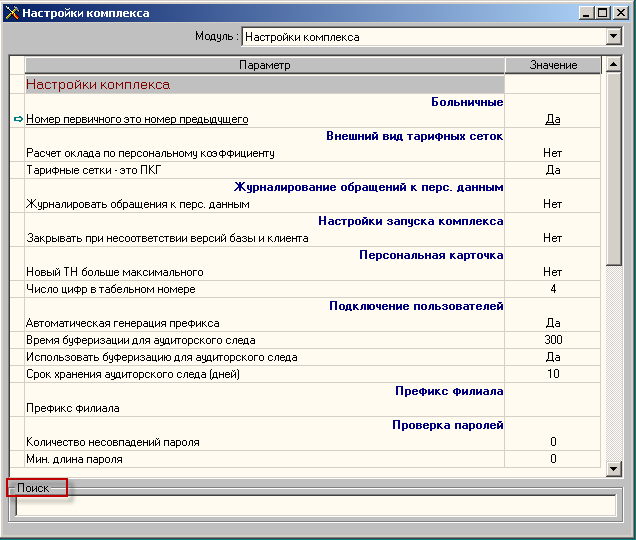 Настройки комплекса
Модуль : Настройки комплекса
Параметр Значение
Настройки комплекса
Больничные
Номер первичного это номер предыдущего Да
Внешний вид тарифных сеток
Расчет оклада по персональному коэффициенту Нет
Тарифные сетки - это ПКГ Да
Журналирование обращений к перс. данным
Журналировать обращения к перс. данным Нет
Настройки запуска комплекса
Закрывать при несоответствии версий базы и клиента Нет
Персональная карточка
Новый ТН больше максимального Нет
Число цифр в табельном номере 4
Подключение пользователей
Автоматическая генерация префикса Да
Время буферизации для аудиторского следа 300
Использовать буферизацию для аудиторского следа Да
Срок хранения аудиторского следа (дней) 10
Префикс филиала
Префикс филиала
Проверка паролей
Количество несовпадений пароля 0
Мин. длина пароля 0
Поиск